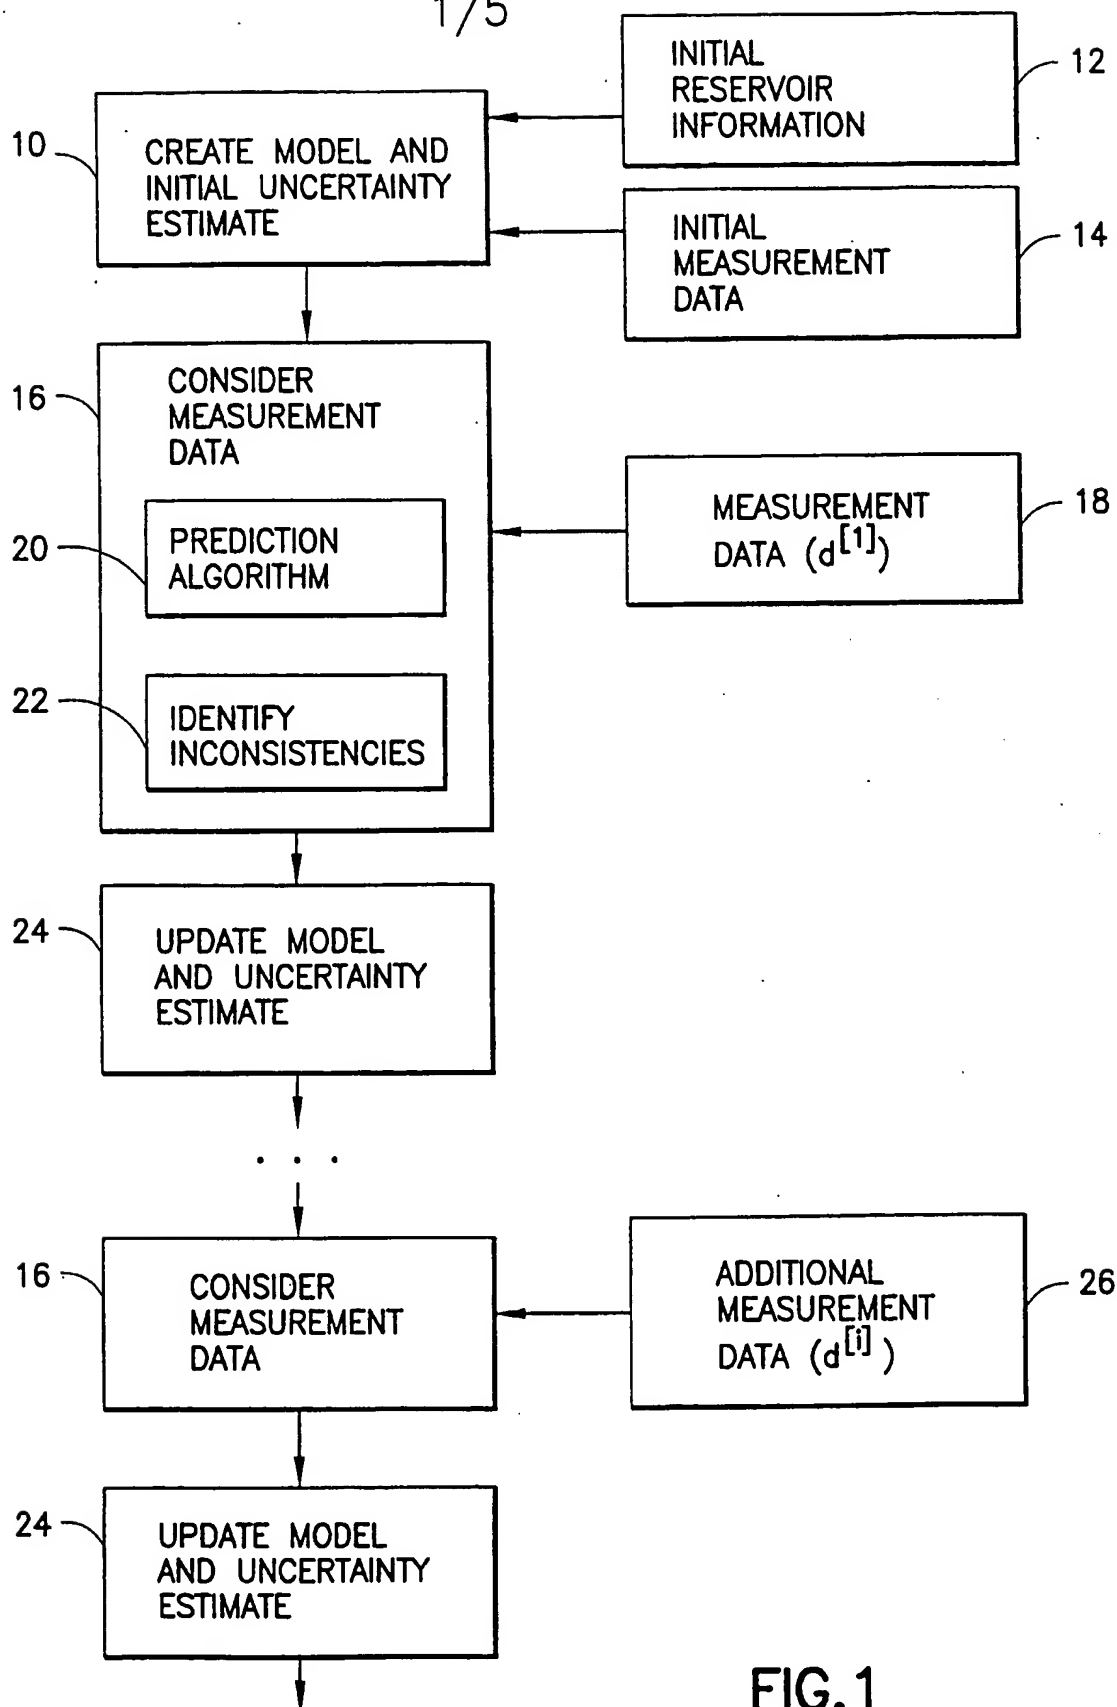 1/5
INITIAL
RESERVOIR
INFORMATION
12
10
CREATE MODEL AND
INITIAL UNCERTAINTY
ESTIMATE
INITIAL
MEASUREMENT
DATA
14
16
CONSIDER
MEASUREMENT
DATA
MEASUREMENT
DATA (d[1])
18
20
PREDICTION
ALGORITHM
22
IDENTIFY
INCONSISTENCIES
24
UPDATE MODEL
AND UNCERTAINTY
ESTIMATE
. . .
16
CONSIDER
MEASUREMENT
DATA
ADDITIONAL
MEASUREMENT
DATA (d[i])
26
24
UPDATE MODEL
AND UNCERTAINTY
ESTIMATE
FIG.1